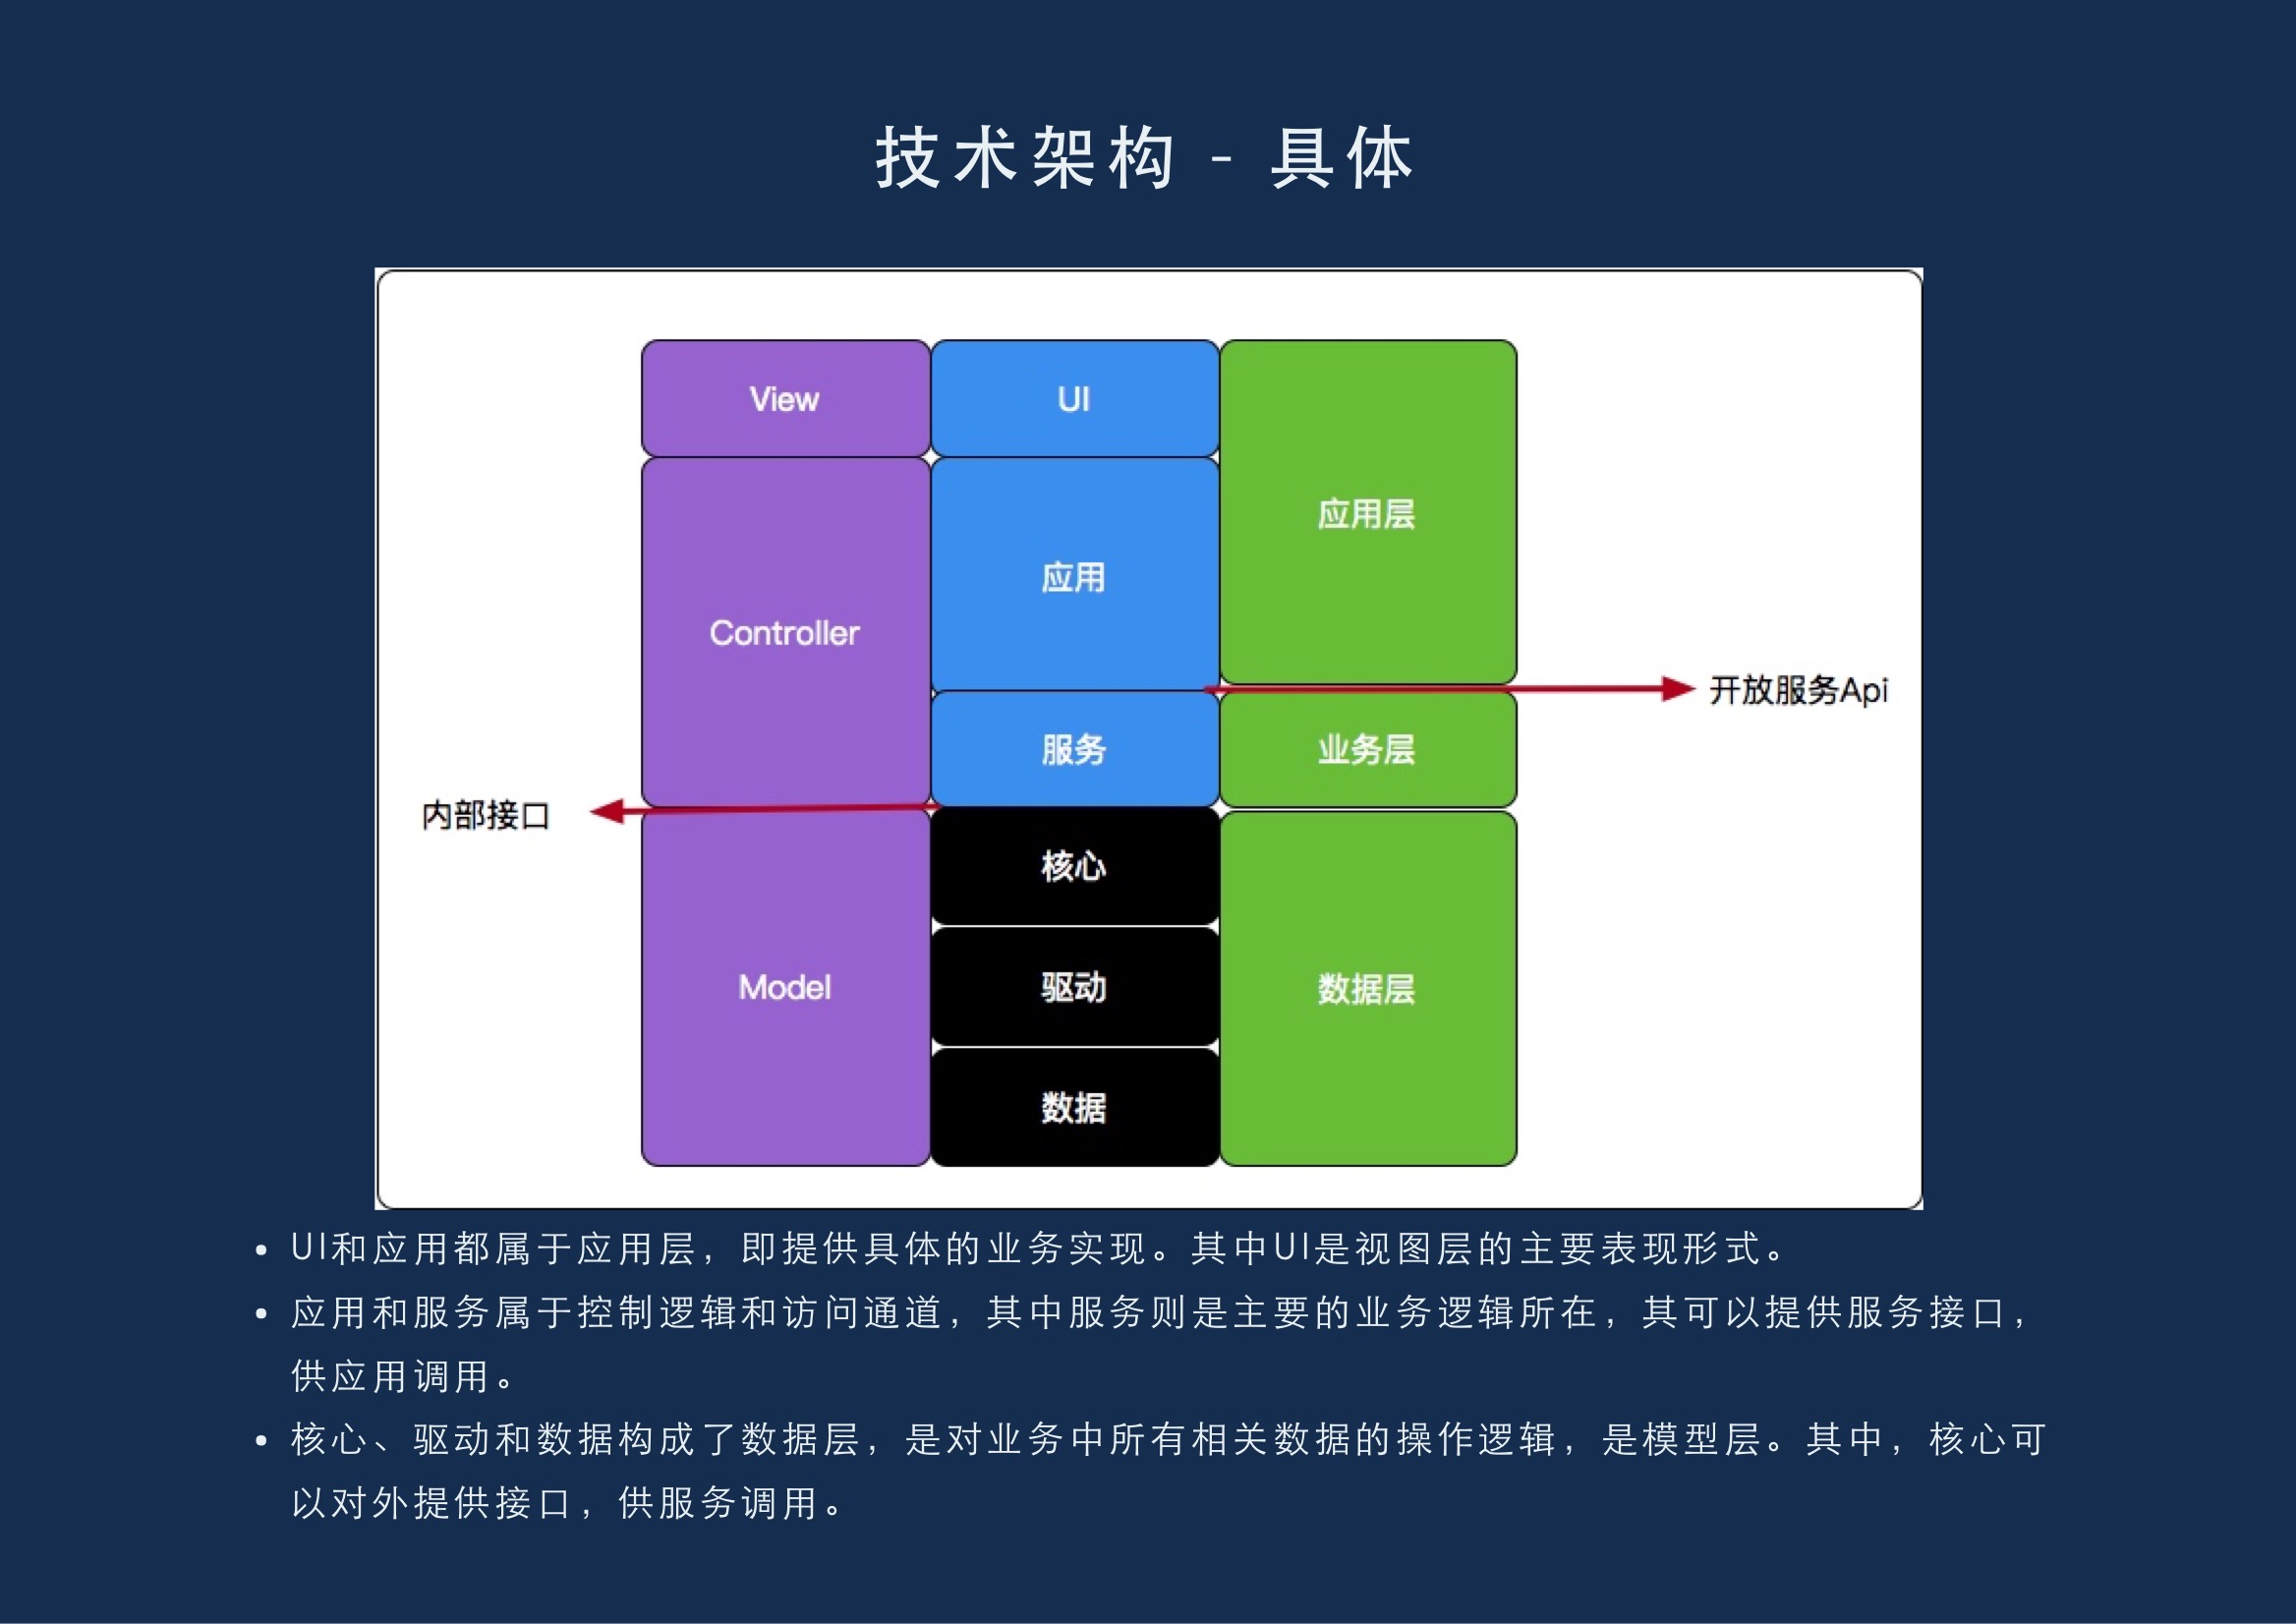 技术架构 - 具体
View
UI
应用层
应用
Controller
开放服务Api
服务
业务层
内部接口
核心
Model
驱动
数据层
数据
• UI和应用都属于应用层，即提供具体的业务实现。其中UI是视图层的主要表现形式。
• 应用和服务属于控制逻辑和访问通道，其中服务则是主要的业务逻辑所在，其可以提供服务接口，
供应用调用。
• 核心、驱动和数据构成了数据层，是对业务中所有相关数据的操作逻辑，是模型层。其中，核心可
以对外提供接口，供服务调用。